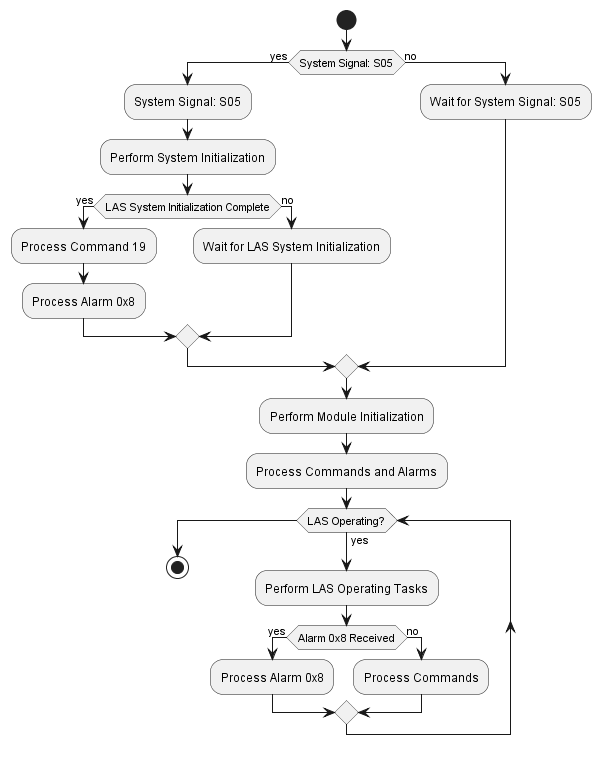 yes
System Signal: S05
no
System Signal: S05
Wait for System Signal: S05
Perform System Initialization
yes
LAS System Initialization Complete
no
Process Command 19
Wait for LAS System Initialization
Process Alarm 0x8
Perform Module Initialization
Process Commands and Alarms
LAS Operating?
yes
Perform LAS Operating Tasks
yes
Alarm 0x8 Received
no
Process Alarm 0x8
Process Commands